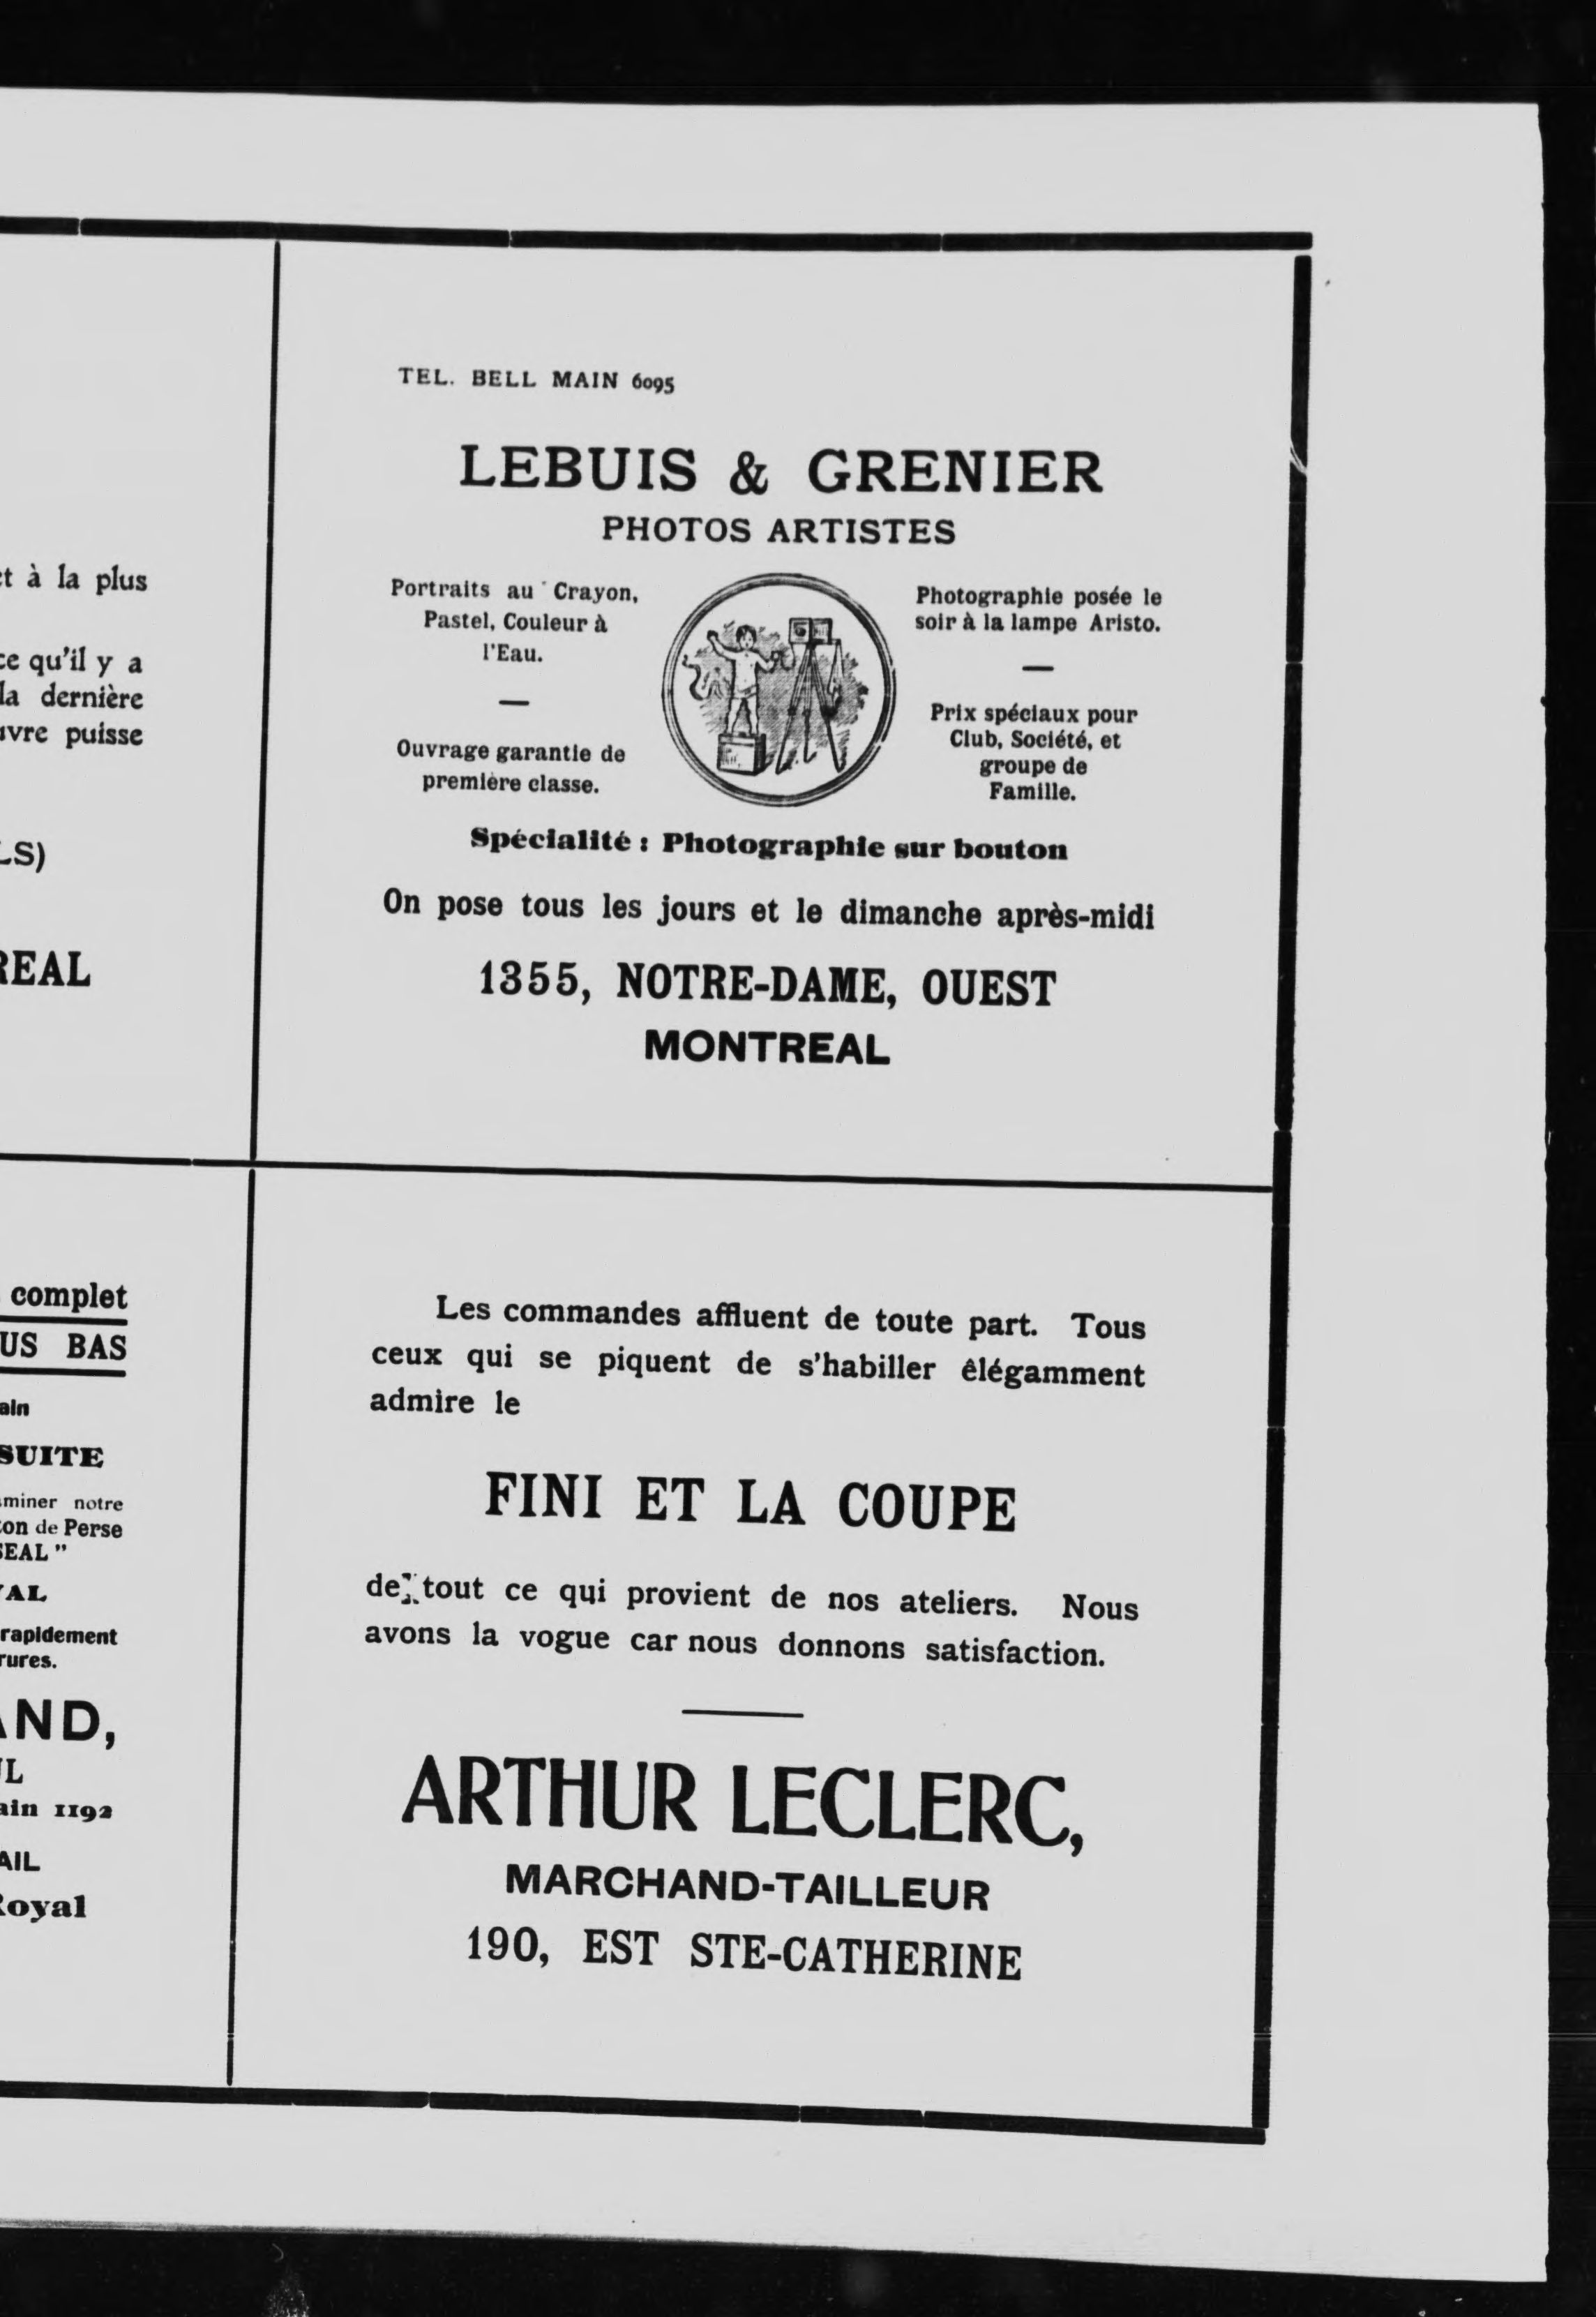 t à la plus
ce qu'il y a
la dernière
puisse
LS)
REAL
complet
US BAS
SUITE
notre
on de Perse
SEAL"
rapidement
AND,
1192
AIL
Royal
TEL. BELL MAIN 6095
LEBUIS & GRENIER
PHOTOS ARTISTES
Portraits au Crayon,
Pastel, Couleur à
l'Eau.
—
Ouvrage garantie de
première classe.
Photographie posée le
soir à la lampe Aristo.
—
Prix spéciaux pour
Club, Société, et
groupe de
Famille.
Spécialité : Photographie sur bouton
On pose tous les jours et le dimanche après-midi
1355, NOTRE-DAME, OUEST
MONTREAL
Les commandes affluent de toute part. Tous
ceux qui se piquent de s'habiller êlégamment
admire le
FINI ET LA COUPE
de tout ce qui provient de nos ateliers. Nous
avons la vogue car nous donnons satisfaction.
ARTHUR LECLERC,
MARCHAND-TAILLEUR
190, EST STE-CATHERINE